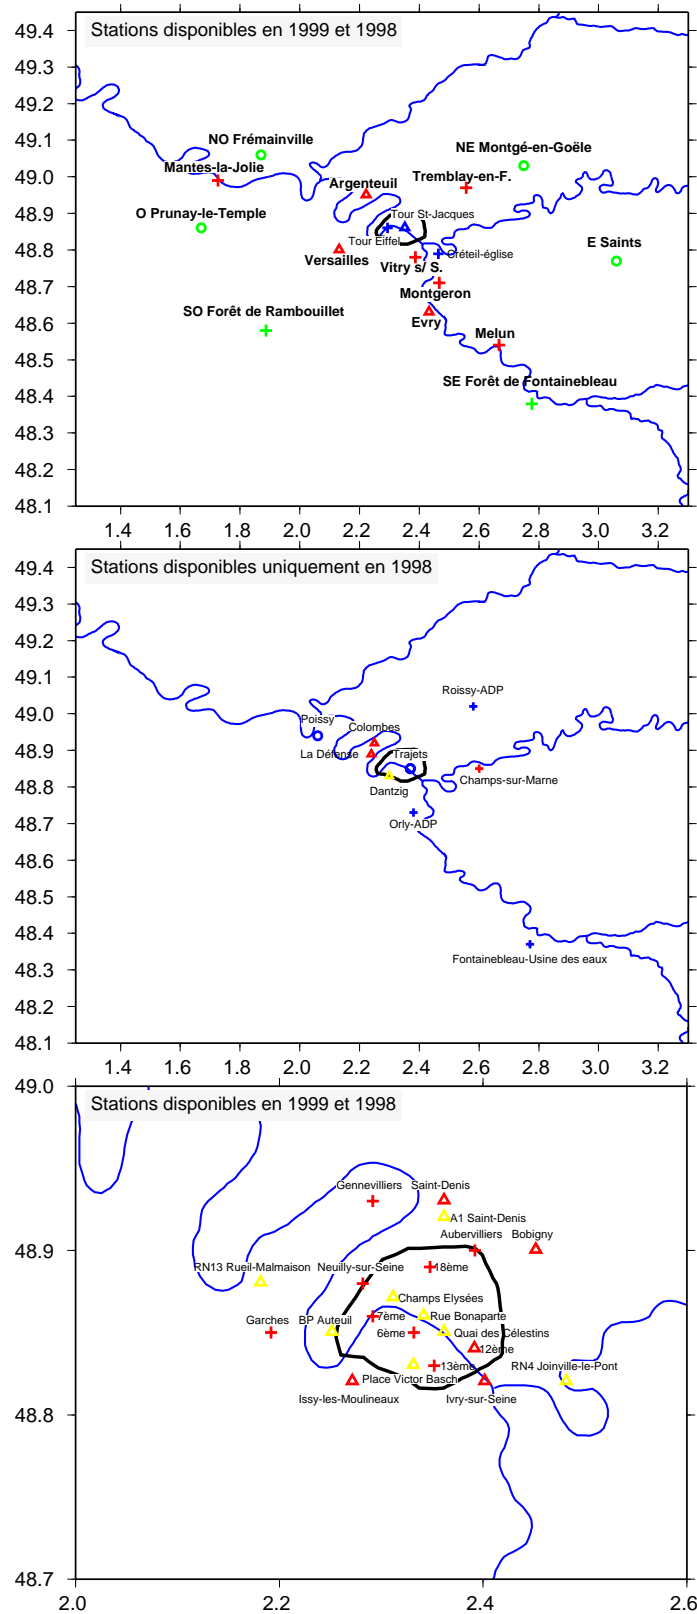 Stations disponibles en 1999 et 1998
49.4
49.3
49.2
49.1
49.0
48.9
48.8
48.7
48.6
48.5
48.4
48.3
48.2
48.1
NO Frémainville
NE Montgé-en-Goële
Mantes-la-Jolie
Tremblay-en-F.
Argenteuil
O Prunay-le-Temple
Tour St-Jacques
Tour Eiffel
Créteil-église
E Saints
Versailles
Vitry s/ S.
Montgeron
SO Forêt de Rambouillet
Evry
Melun
SE Forêt de Fontainebleau
1.4 1.6 1.8 2.0 2.2 2.4 2.6 2.8 3.0 3.2
Stations disponibles uniquement en 1998
49.4
49.3
49.2
49.1
49.0
48.9
48.8
48.7
48.6
48.5
48.4
48.3
48.2
48.1
Roissy-ADP
Poissy
Colombes
La Défense
Trajets
Champs-sur-Marne
Dantzig
Orly-ADP
Fontainebleau-Usine des eaux
1.4 1.6 1.8 2.0 2.2 2.4 2.6 2.8 3.0 3.2
Stations disponibles en 1999 et 1998
49.0
48.9
48.8
48.7
Gennevilliers
Saint-Denis
A1 Saint-Denis
Aubervilliers
Bobigny
RN13 Rueil-Malmaison
Neuilly-sur-Seine
18ème
Champs Elysées
Garches
BP Auteuil
7ème
Rue Bonaparte
6ème
Quai des Célestins
12ème
13ème
RN4 Joinville-le-Pont
Place Victor Basch
Issy-les-Moulineaux
Ivry-sur-Seine
2.0 2.2 2.4 2.6